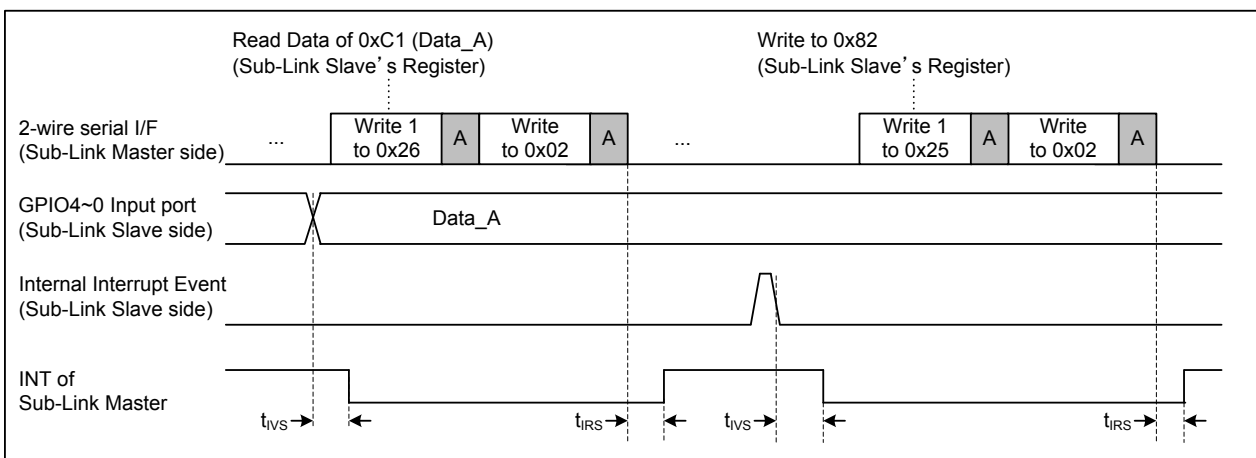 Read Data of 0xC1 (Data_A)
(Sub-Link Slave’s Register)
Write to 0x82
(Sub-Link Slave’s Register)
2-wire serial I/F
(Sub-Link Master side)
...
Write 1
to 0x26
A
Write
to 0x02
A
...
Write 1
to 0x25
A
Write
to 0x02
A
GPIO4~0 Input port
(Sub-Link Slave side)
Data_A
Internal Interrupt Event
(Sub-Link Slave side)
INT of
Sub-Link Master
tIVS
tIRS
tIVS
tIRS